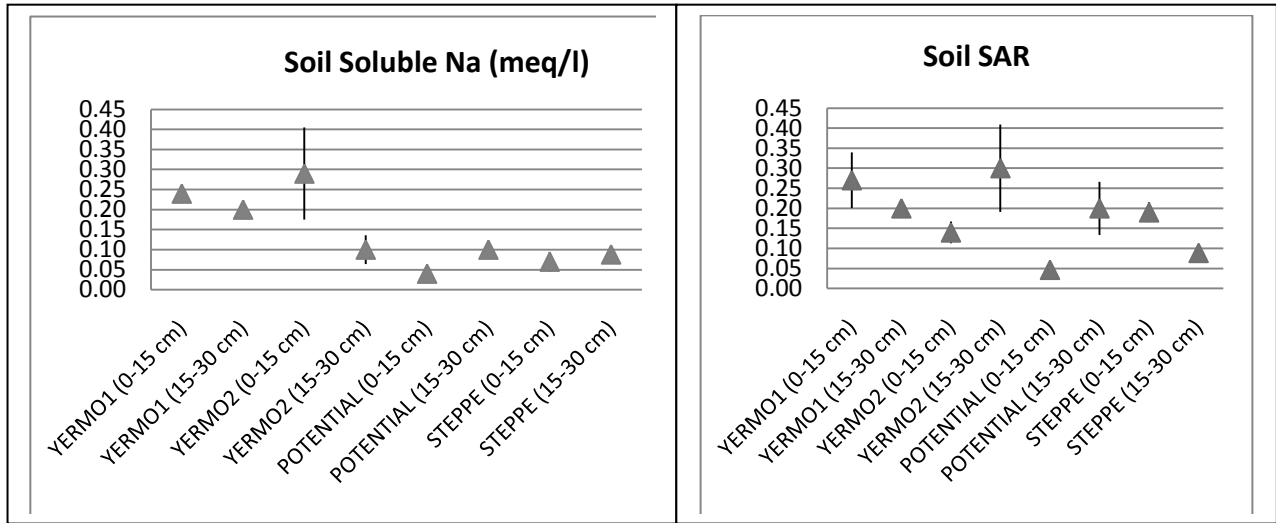 Soil Soluble Na (meq/l)
0.45
0.40
0.35
0.30
0.25
0.20
0.15
0.10
0.05
0.00
YERMO1 (0-15 cm)
YERMO1 (15-30 cm)
YERMO2 (0-15 cm)
YERMO2 (15-30 cm)
POTENTIAL (0-15 cm)
POTENTIAL (15-30 cm)
STEPPE (0-15 cm)
STEPPE (15-30 cm)
Soil SAR
0.45
0.40
0.35
0.30
0.25
0.20
0.15
0.10
0.05
0.00
YERMO1 (0-15 cm)
YERMO1 (15-30 cm)
YERMO2 (0-15 cm)
YERMO2 (15-30 cm)
POTENTIAL (0-15 cm)
POTENTIAL (15-30 cm)
STEPPE (0-15 cm)
STEPPE (15-30 cm)